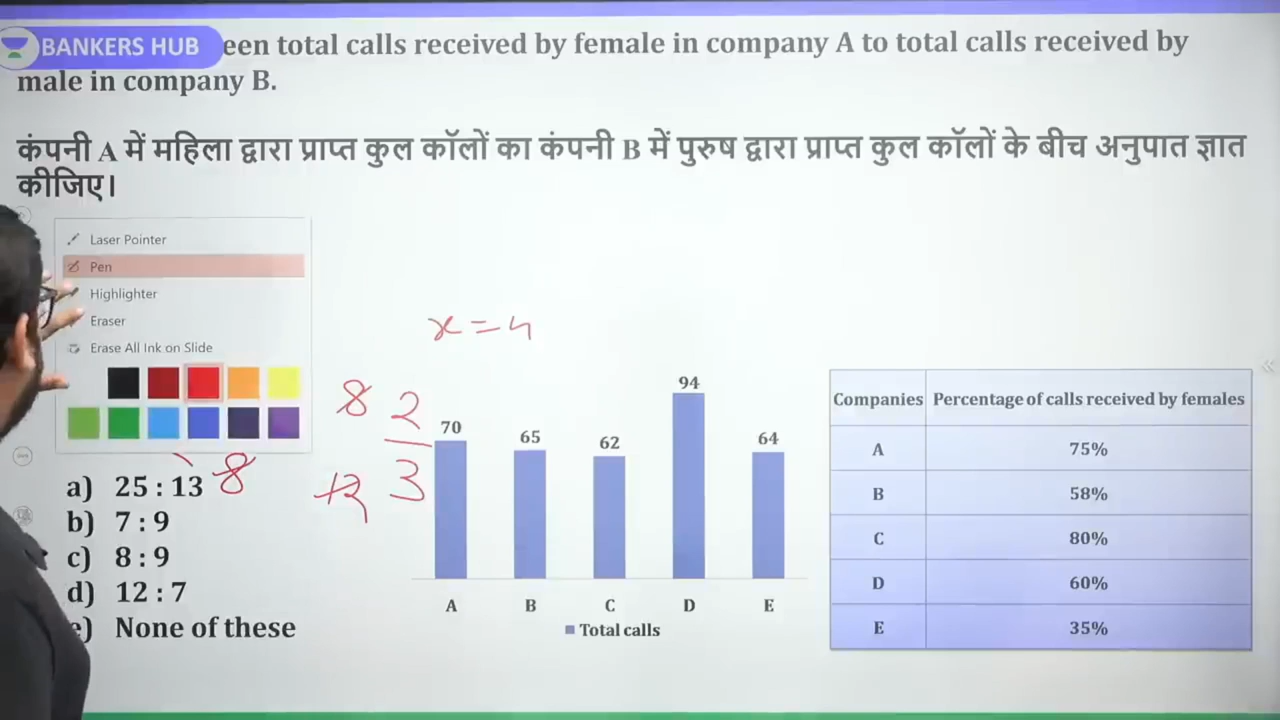 BANKERS HUB
een total calls received by female in company A to total calls received by
male in company B.
कंपनी A में महिला द्वारा प्राप्त कुल कॉलों का कंपनी B में पुरुष द्वारा प्राप्त कुल कॉलों के बीच अनुपात ज्ञात
कीजिए।
Laser Pointer
Pen
Highlighter
Eraser
Erase All Ink on Slide
x = 4
8 2
12 3
8
a) 25 : 13
b) 7 : 9
c) 8 : 9
d) 12 : 7
e) None of these
70
65
62
94
64
A B C D E
Total calls
Companies Percentage of calls received by females
A 75%
B 58%
C 80%
D 60%
E 35%